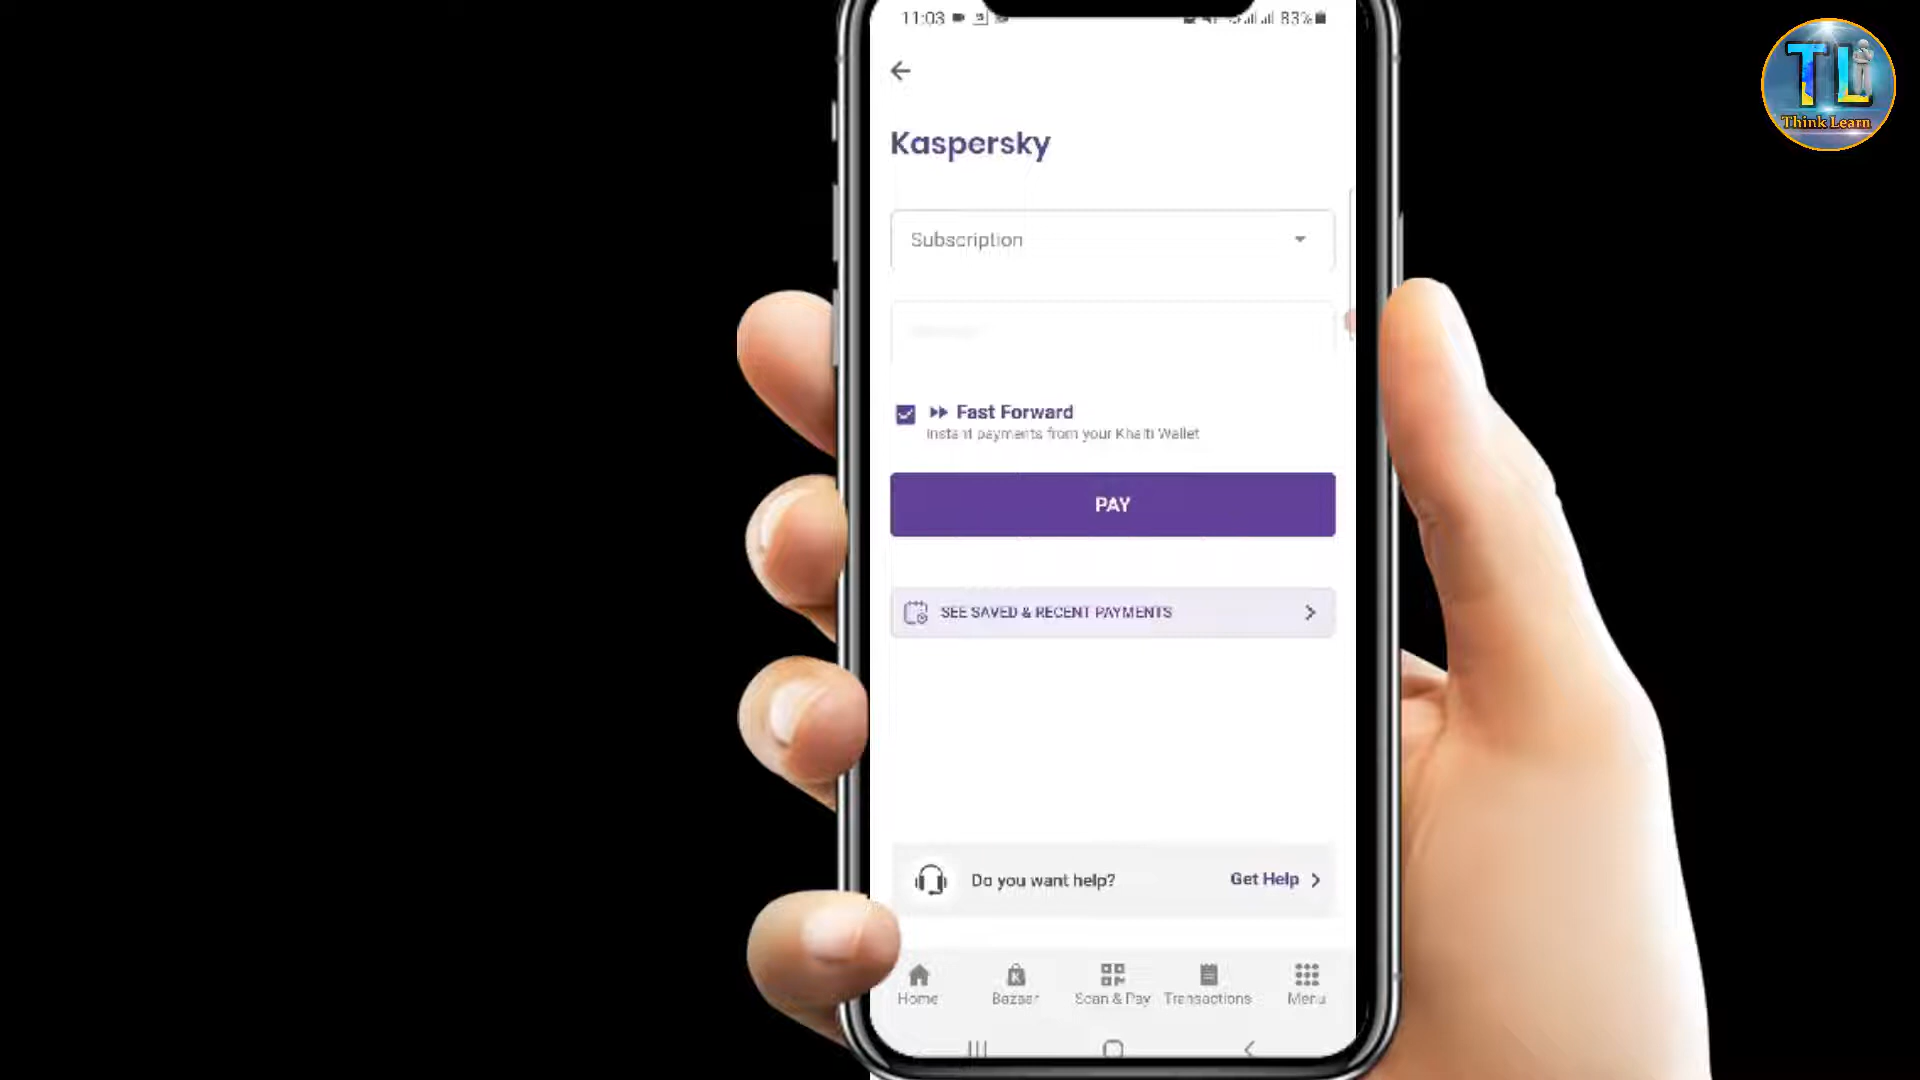 11:03
83%
Kaspersky
Subscription
Fast Forward
Instant payments from your Khalti Wallet
PAY
SEE SAVED & RECENT PAYMENTS
Do you want help?
Get Help
Home
Bazaar
Scan & Pay
Transactions
Menu
TL
Think Learn